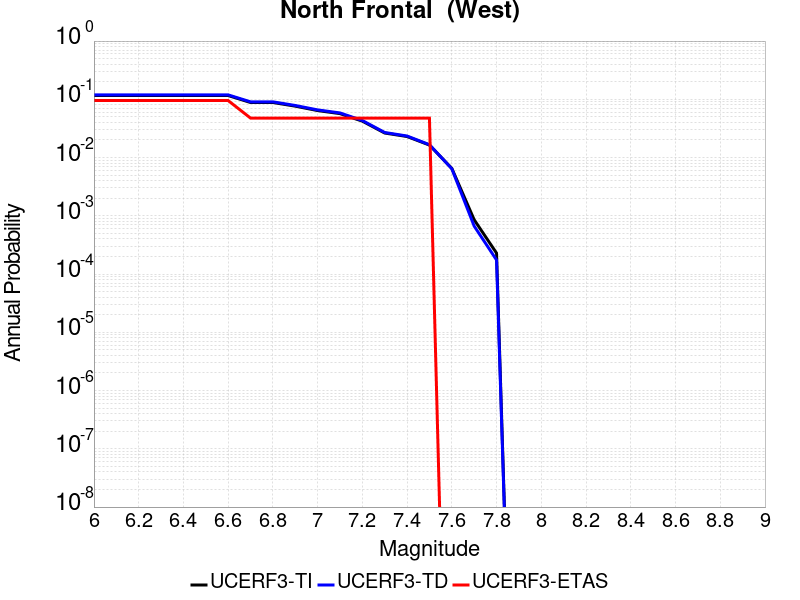 North Frontal (West)
10^0
10^-1
10^-2
10^-3
10^-4
10^-5
10^-6
10^-7
10^-8
Annual Probability
6 6.2 6.4 6.6 6.8 7 7.2 7.4 7.6 7.8 8 8.2 8.4 8.6 8.8 9
Magnitude
UCERF3-TI UCERF3-TD UCERF3-ETAS